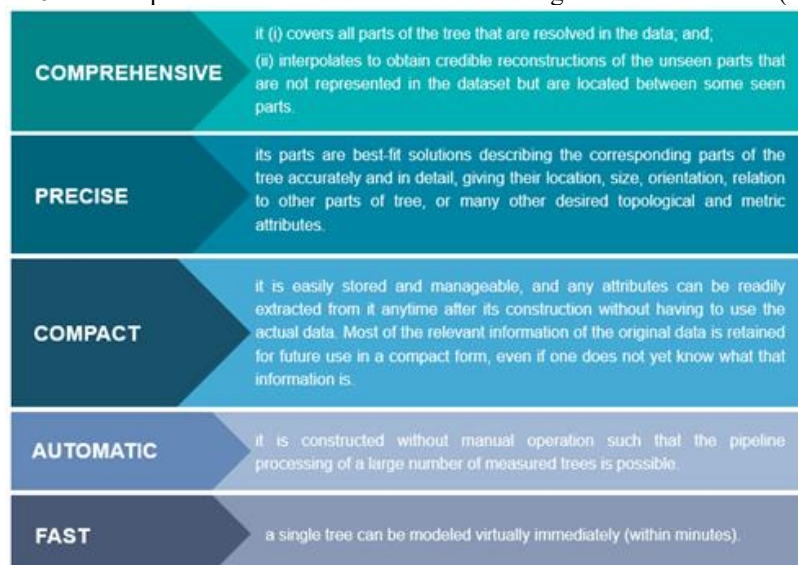 it (i) covers all parts of the tree that are resolved in the data; and;
(ii) interpolates to obtain credible reconstructions of the unseen parts that
are not represented in the dataset but are located between some seen
parts.
COMPREHENSIVE
its parts are best-fit solutions describing the corresponding parts of the
tree accurately and in detail, giving their location, size, orientation, relation
to other parts of tree, or many other desired topological and metric
attributes.
PRECISE
it is easily stored and manageable, and any attributes can be readily
extracted from it anytime after its construction without having to use the
actual data. Most of the relevant information of the original data is retained
for future use in a compact form, even if one does not yet know what that
information is.
COMPACT
it is constructed without manual operation such that the pipeline
processing of a large number of measured trees is possible.
AUTOMATIC
a single tree can be modeled virtually immediately (within minutes).
FAST